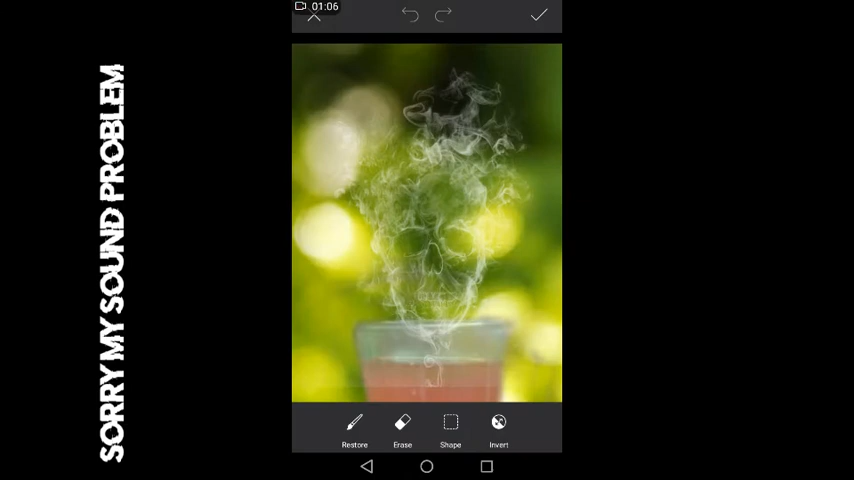 01:06
SORRY MY SOUND PROBLEM
Restore
Erase
Shape
Invert